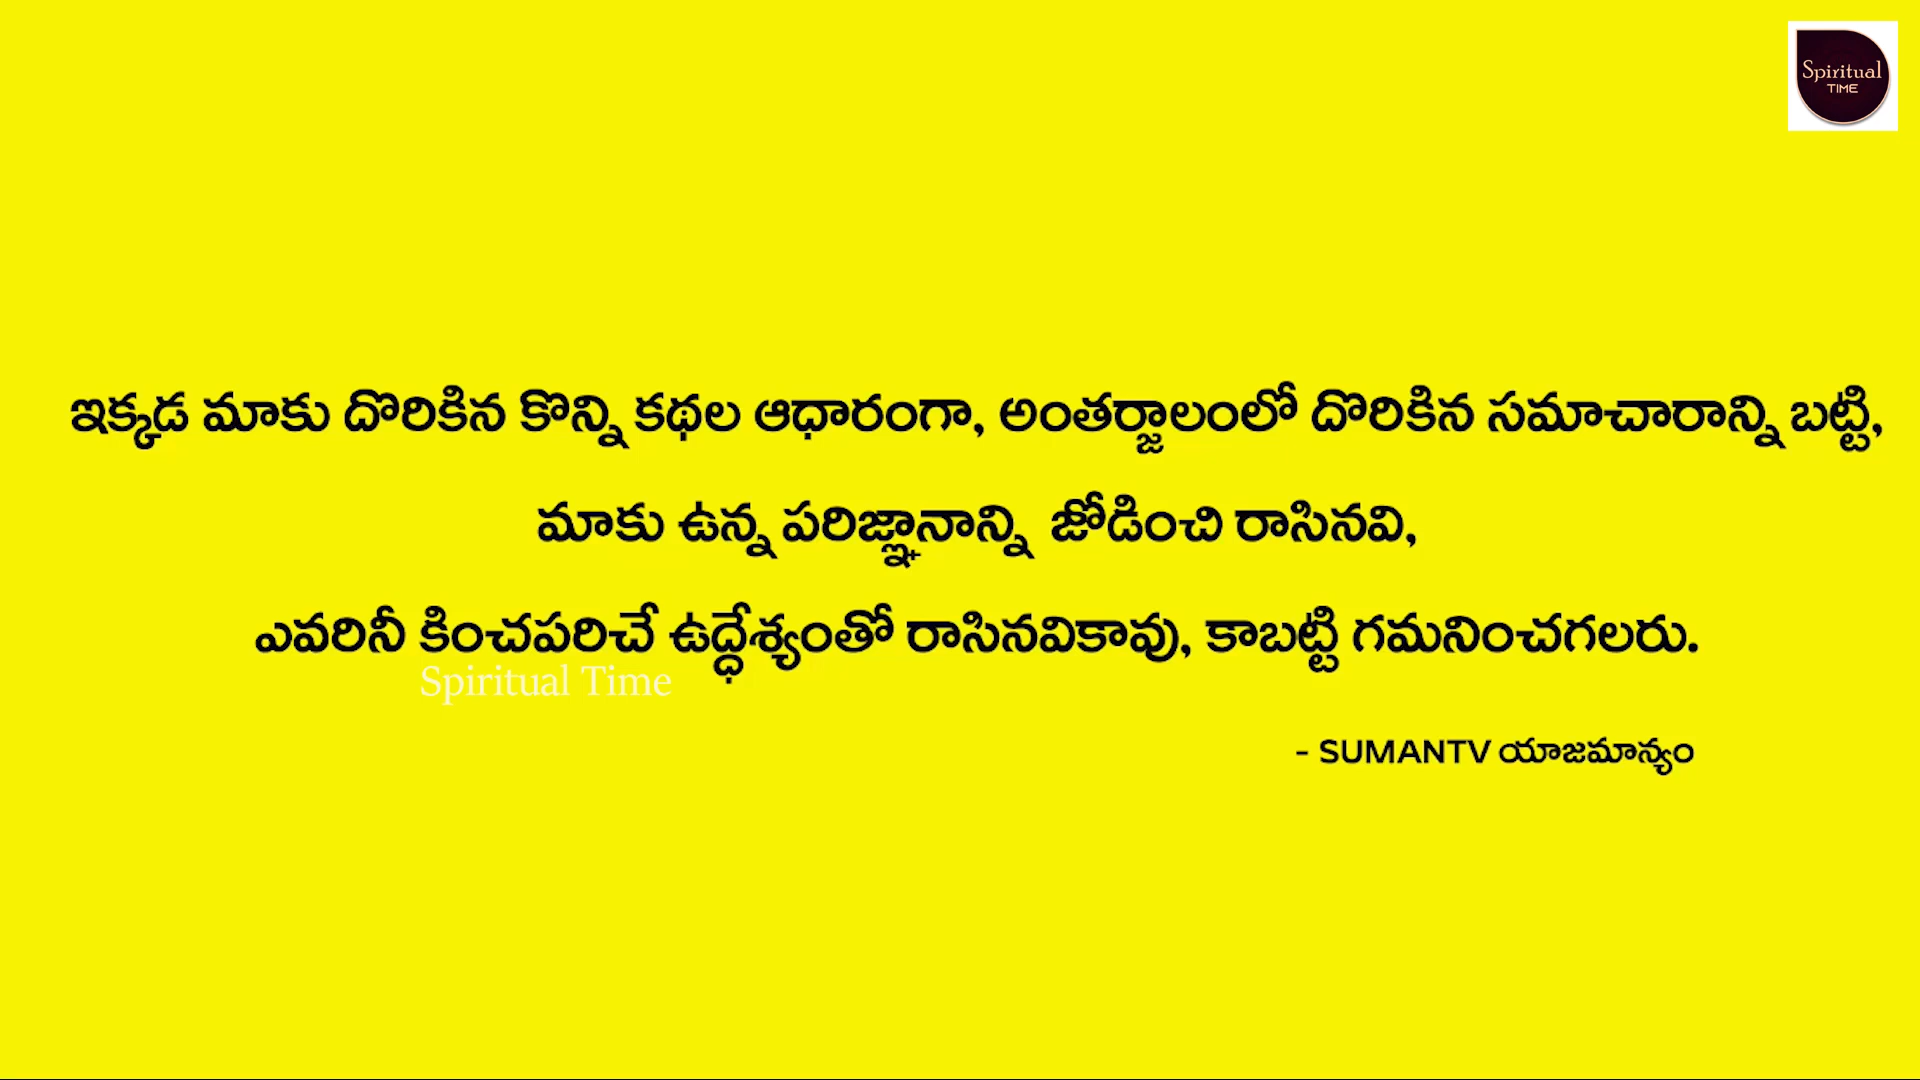 Spiritual
TIME
ఇక్కడ మాకు దొరికిన కొన్ని కథల ఆధారంగా, అంతర్జాలంలో దొరికిన సమాచారాన్ని బట్టి,
మాకు ఉన్న పరిజ్ఞానాన్ని జోడించి రాసినవి,
ఎవరినీ కించపరిచే ఉద్ధేశ్యంతో రాసినవికావు, కాబట్టి గమనించగలరు.
Spiritual Time
- SUMANTV యాజమాన్యం